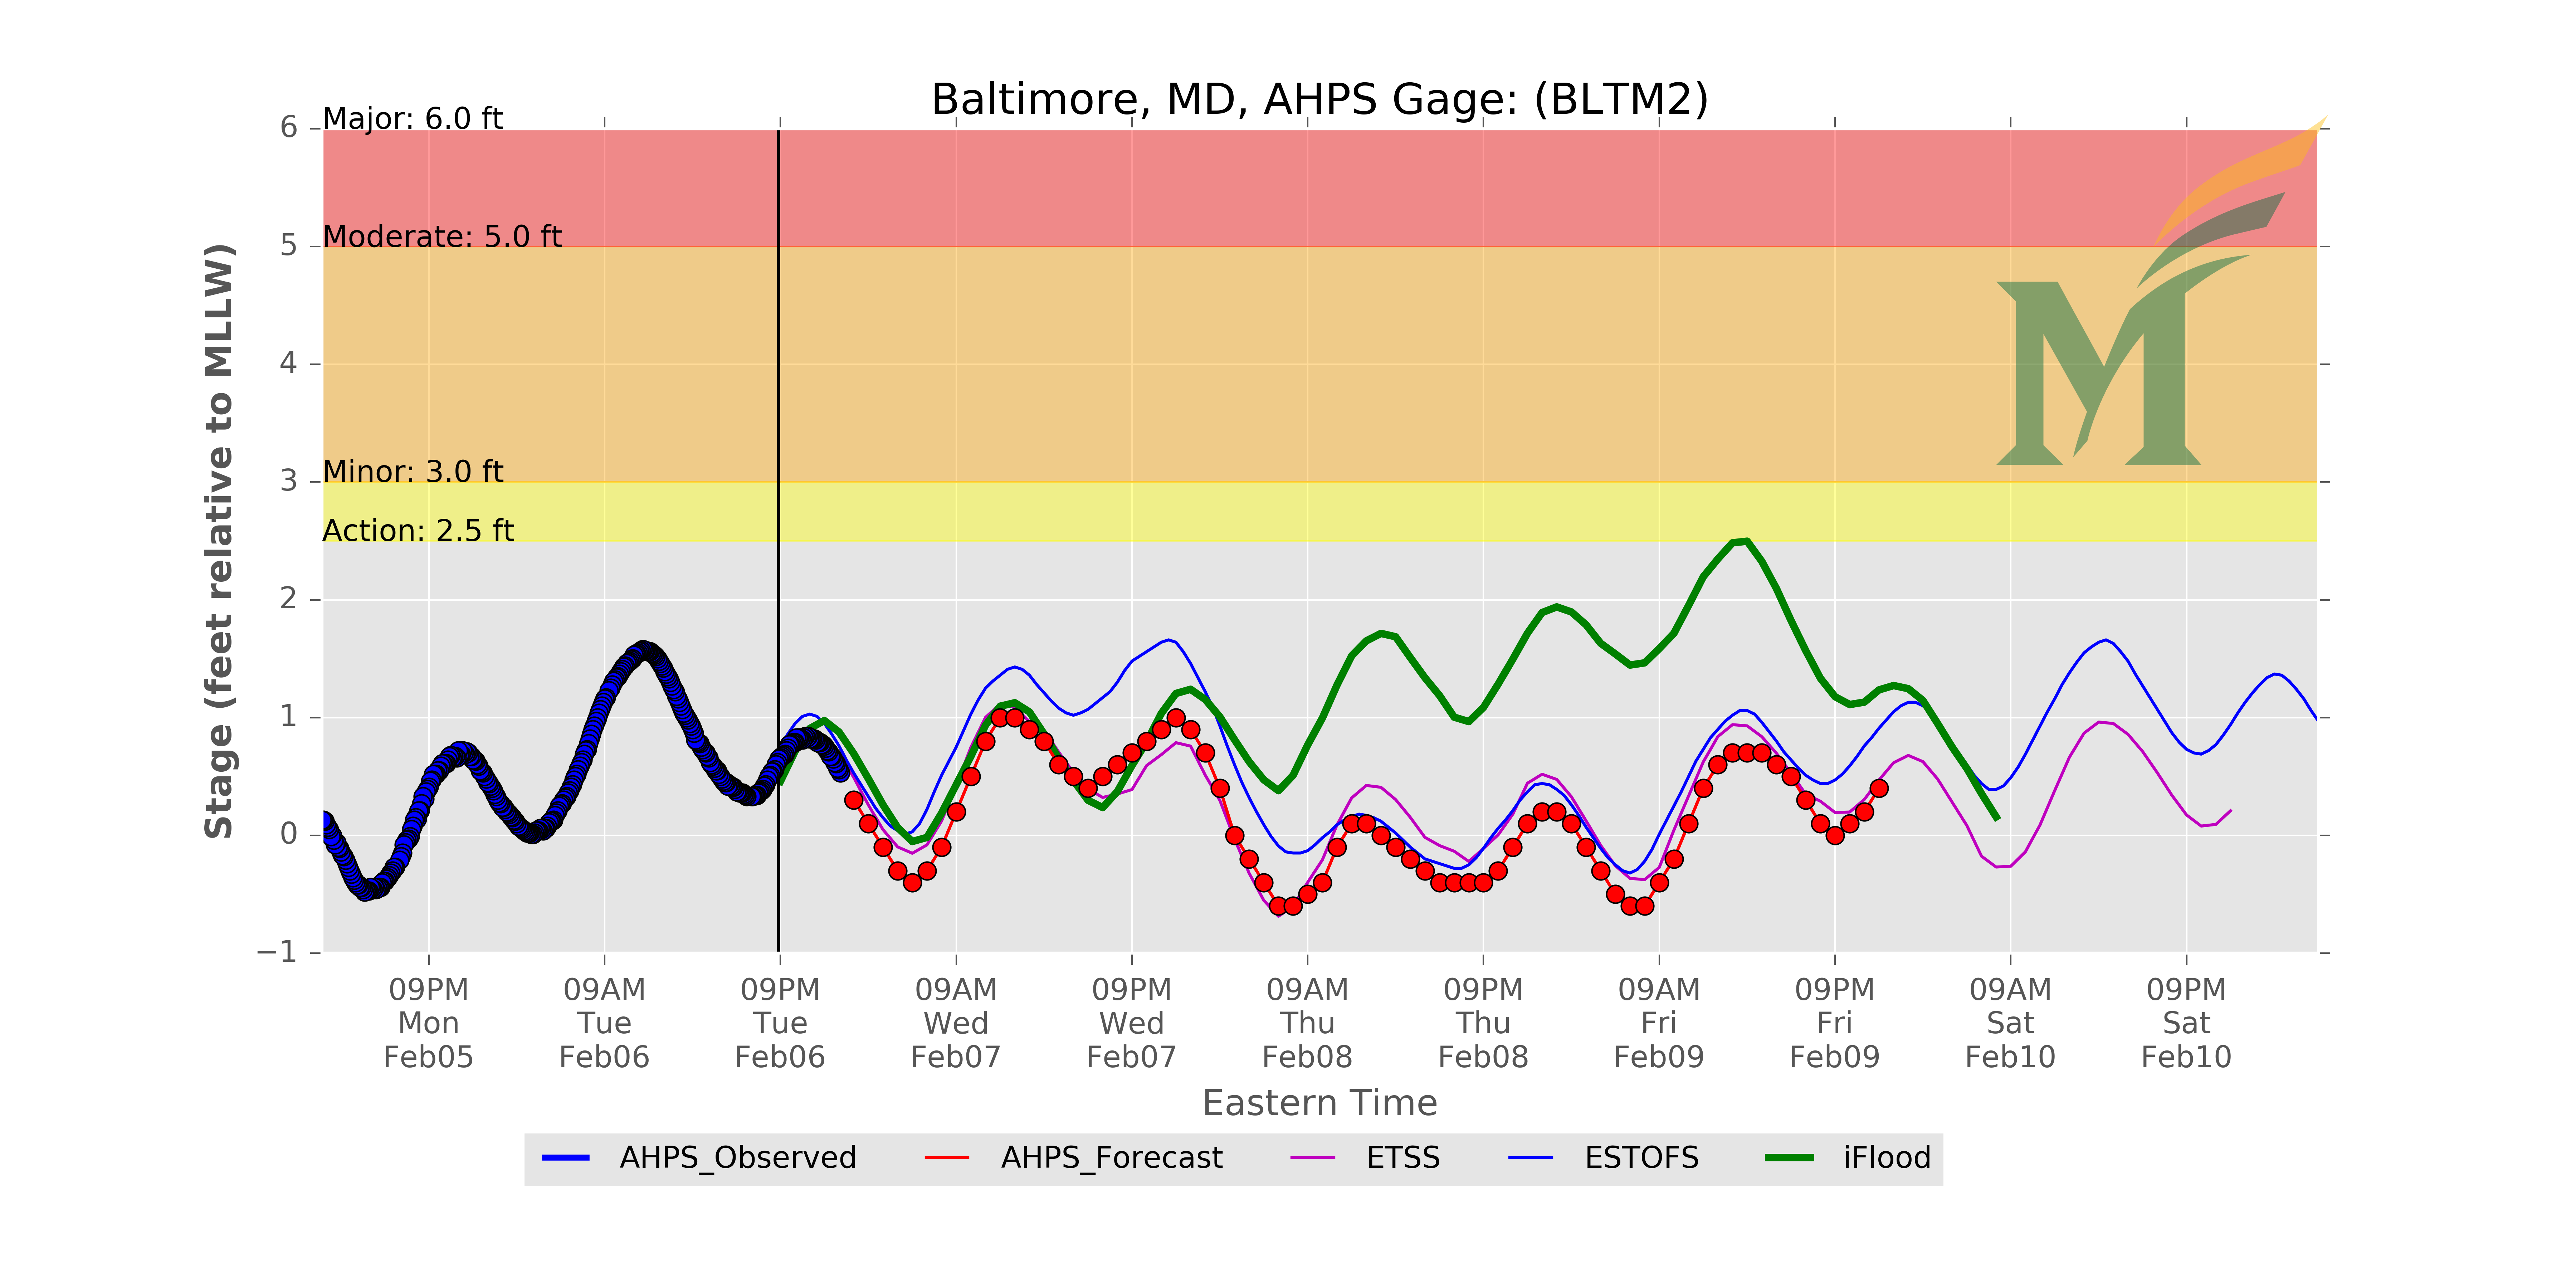 Baltimore, MD, AHPS Gage: (BLTM2)
Major: 6.0 ft
Moderate: 5.0 ft
Minor: 3.0 ft
Action: 2.5 ft
6
5
4
3
2
1
0
−1
Stage (feet relative to MLLW)
09PM 09AM 09PM 09AM 09PM 09AM 09PM 09AM 09PM 09AM 09PM
Mon Tue Tue Wed Wed Thu Thu Fri Fri Sat Sat
Feb05 Feb06 Feb06 Feb07 Feb07 Feb08 Feb08 Feb09 Feb09 Feb10 Feb10
Eastern Time
AHPS_Observed AHPS_Forecast ETSS ESTOFS iFlood
M